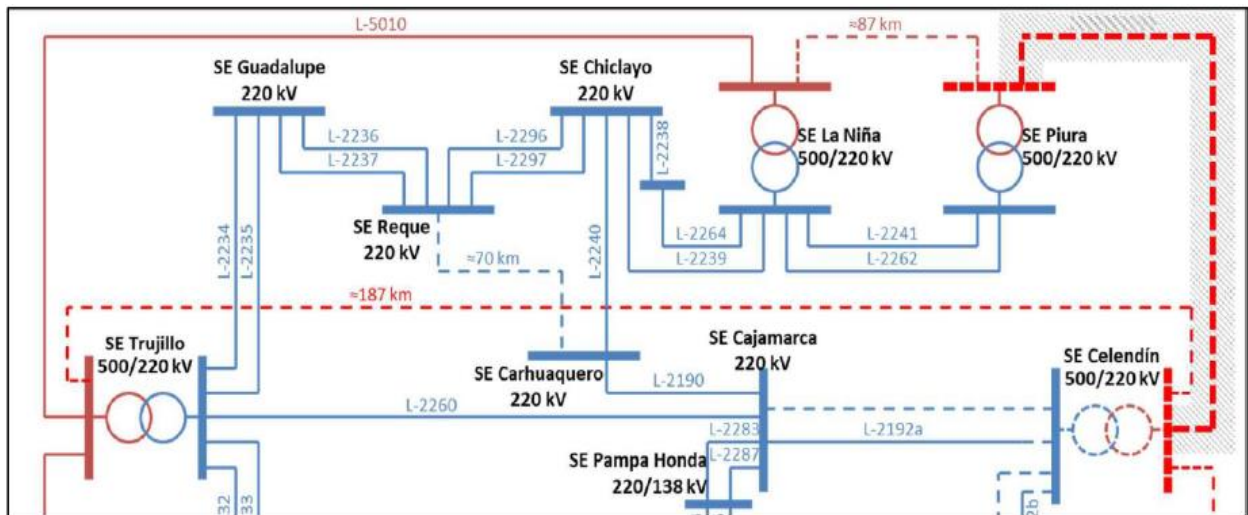 L-5010
≈87 km
SE Guadalupe
220 kV
SE Chiclayo
220 kV
L-2236
L-2237
L-2296
L-2297
L-2238
SE La Niña
500/220 kV
SE Piura
500/220 kV
SE Reque
220 kV
L-2234
L-2235
L-2240
L-2264
L-2239
L-2241
L-2262
≈70 km
≈187 km
SE Trujillo
500/220 kV
SE Carhuaquero
220 kV
SE Cajamarca
220 kV
SE Celendín
500/220 kV
L-2190
L-2260
L-2283
L-2287
L-2192a
SE Pampa Honda
220/138 kV
32
33
2b